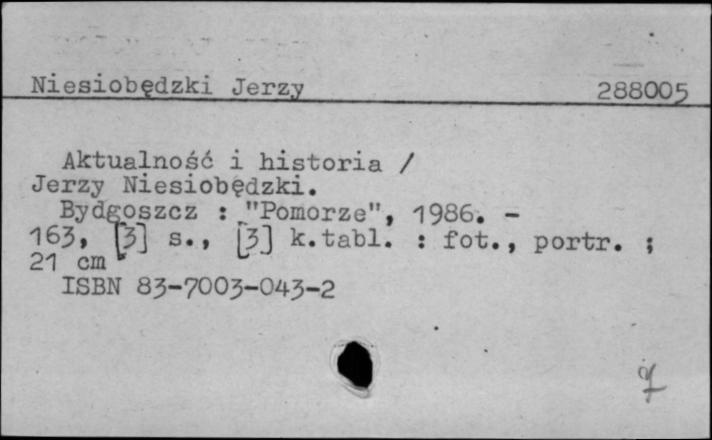 Niesiobędzki Jerzy 288005
Aktualność i historia /
Jerzy Niesiobędzki.
Bydgoszcz : "Pomorze", 1986. -
163, [3] s., [3] k.tabl. : fot., portr. ;
21 cm
ISBN 83-7003-043-2